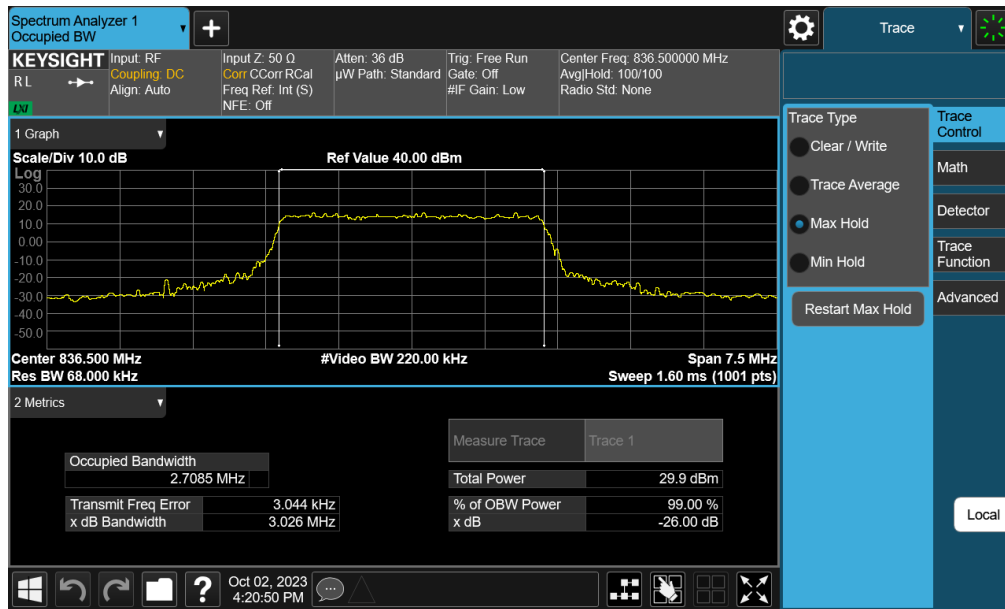 Spectrum Analyzer 1
Occupied BW
+
Trace
KEYSIGHT
R L
LXI
Input: RF
Coupling: DC
Align: Auto
Input Z: 50 Ω
Corr CCorr RCal
Freq Ref: Int (S)
NFE: Off
Atten: 36 dB
µW Path: Standard
Trig: Free Run
Gate: Off
#IF Gain: Low
Center Freq: 836.500000 MHz
Avg|Hold: 100/100
Radio Std: None
1 Graph
Scale/Div 10.0 dB
Ref Value 40.00 dBm
Log
30.0
20.0
10.0
0.00
-10.0
-20.0
-30.0
-40.0
-50.0
Center 836.500 MHz
#Video BW 220.00 kHz
Span 7.5 MHz
Res BW 68.000 kHz
Sweep 1.60 ms (1001 pts)
2 Metrics
Measure Trace
Trace 1
Occupied Bandwidth
2.7085 MHz
Total Power
29.9 dBm
Transmit Freq Error
3.044 kHz
% of OBW Power
99.00 %
x dB Bandwidth
3.026 MHz
x dB
-26.00 dB
Trace Type
Clear / Write
Trace Average
Max Hold
Min Hold
Restart Max Hold
Trace
Control
Math
Detector
Trace
Function
Advanced
Local
?
Oct 02, 2023
4:20:50 PM